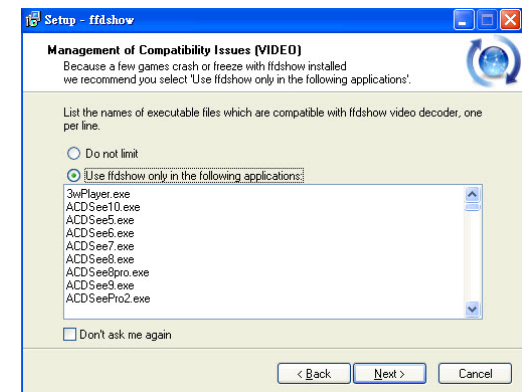 Setup - ffdshow
Management of Compatibility Issues (VIDEO)
Because a few games crash or freeze with ffdshow installed
we recommend you select 'Use ffdshow only in the following applications'.
List the names of executable files which are compatible with ffdshow video decoder, one
per line.
Do not limit
Use ffdshow only in the following applications:
3wPlayer.exe
ACDSee10.exe
ACDSee5.exe
ACDSee6.exe
ACDSee7.exe
ACDSee8.exe
ACDSee8pro.exe
ACDSee9.exe
ACDSeePro2.exe
Don't ask me again
< Back
Next >
Cancel